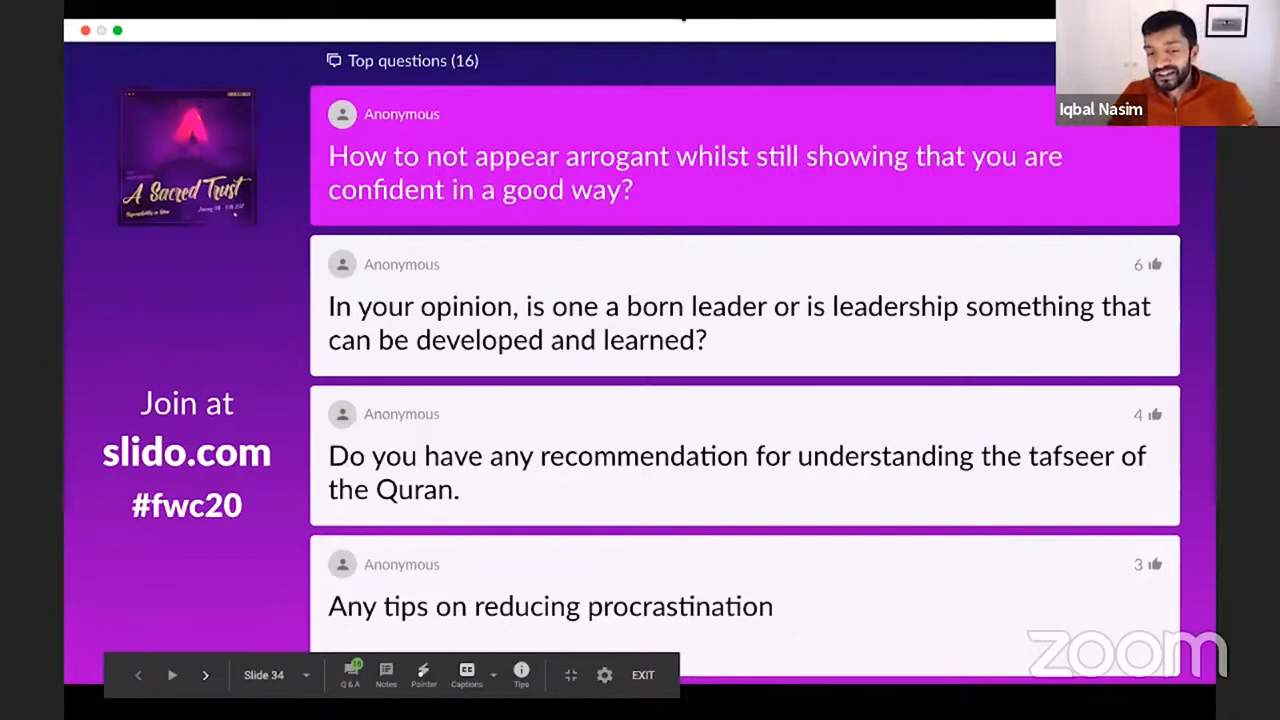 Top questions (16)
Iqbal Nasim
Anonymous
How to not appear arrogant whilst still showing that you are
confident in a good way?
A
A Sacred Trust
Anonymous
6
In your opinion, is one a born leader or is leadership something that
can be developed and learned?
Join at
slido.com
#fwc20
Anonymous
4
Do you have any recommendation for understanding the tafseer of
the Quran.
Anonymous
3
Any tips on reducing procrastination
zoom
Slide 34
16
Q & A
Notes
Pointer
CC
Captions
Tips
EXIT